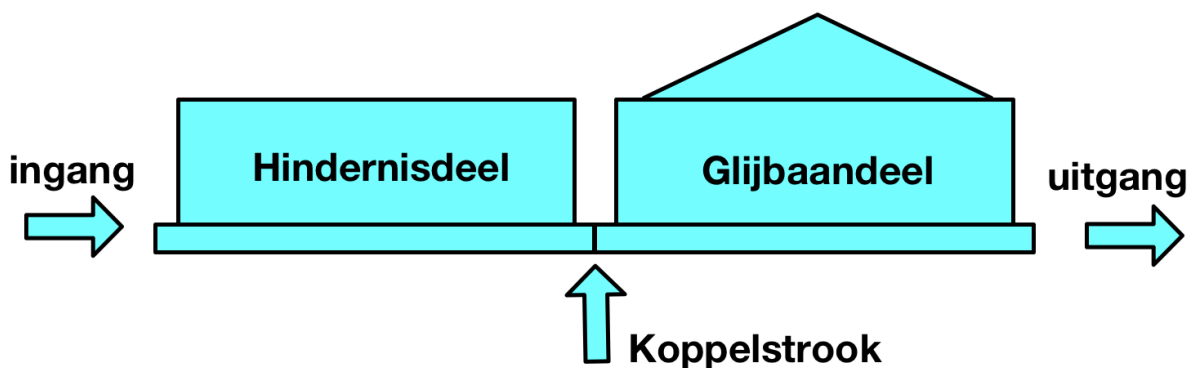 ingang
Hindernisdeel
Glijbaandeel
uitgang
Koppelstrook